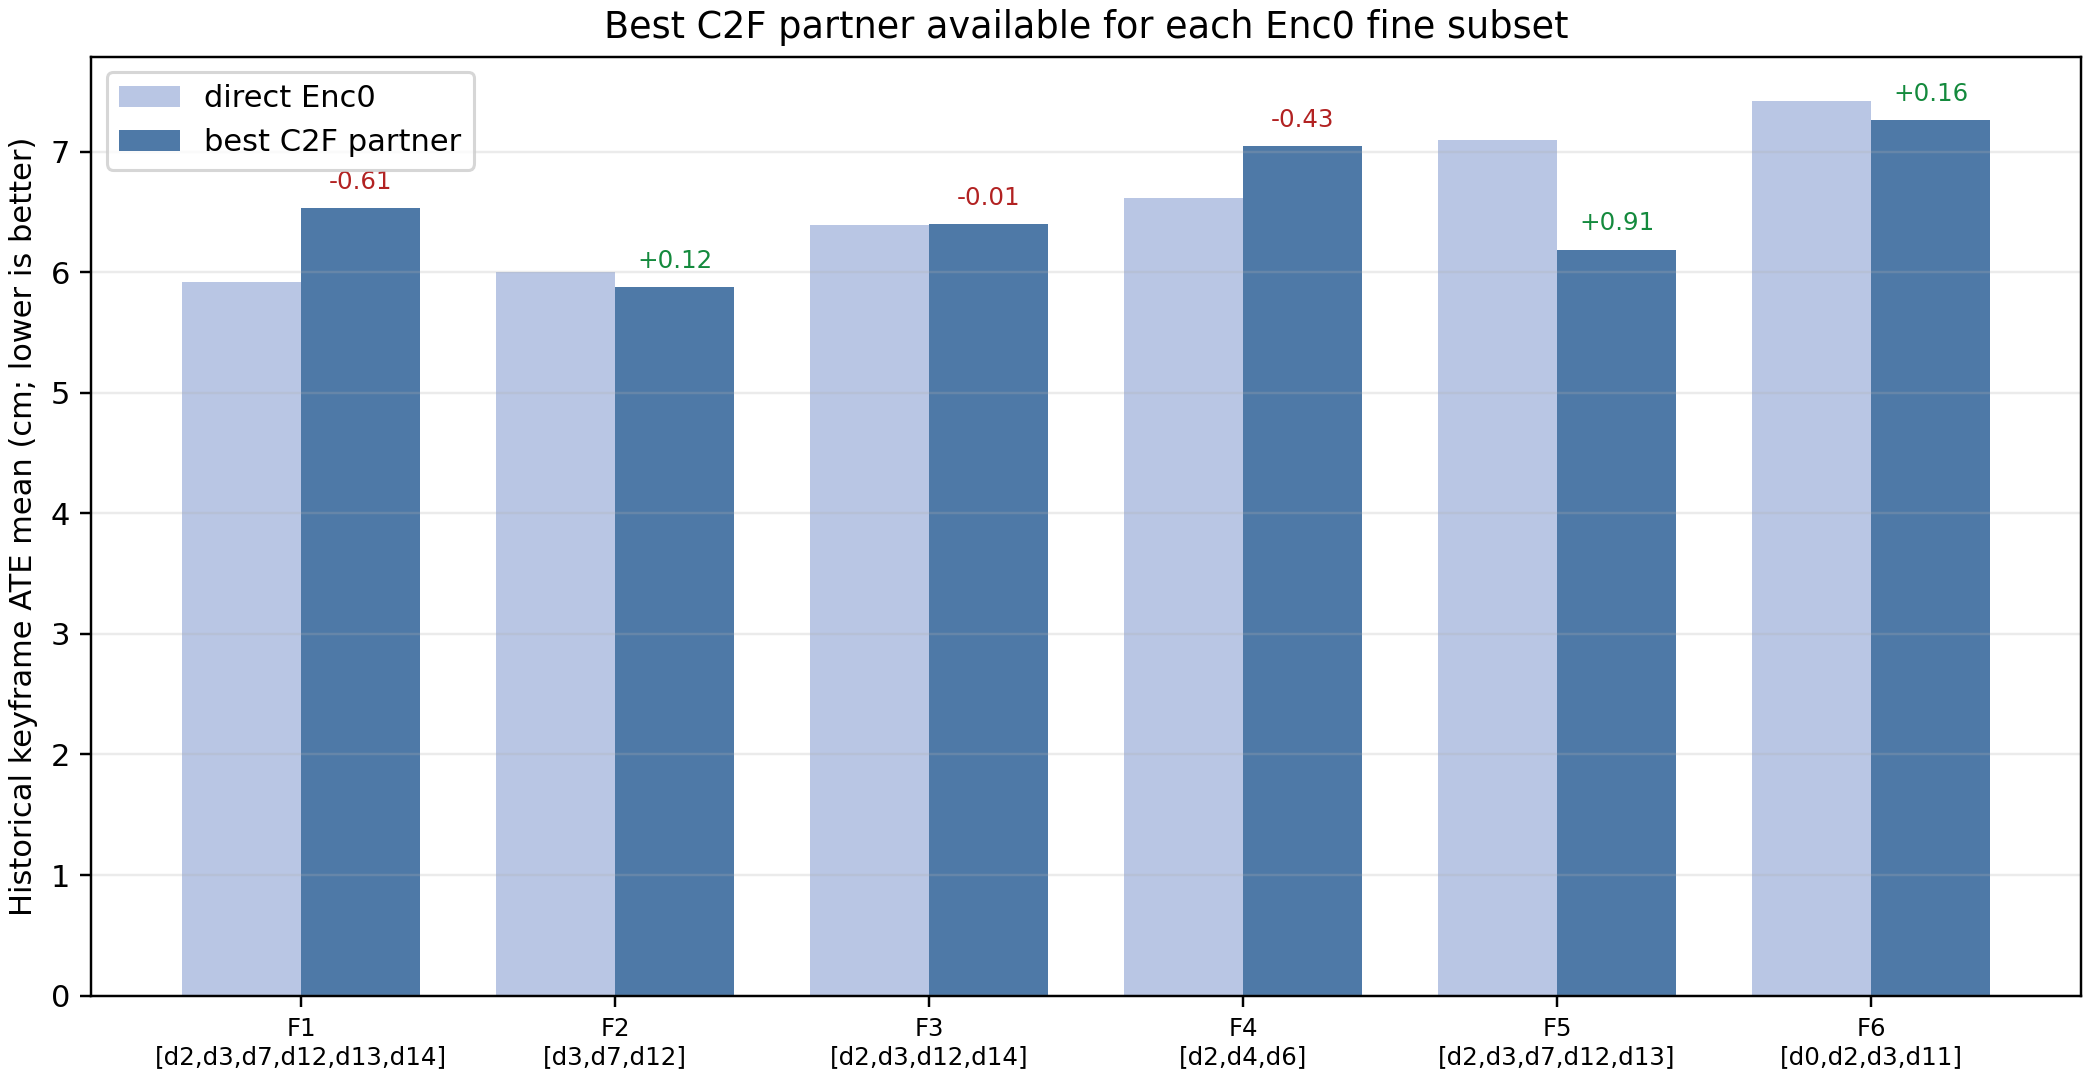 Best C2F partner available for each Enc0 fine subset
direct Enc0
best C2F partner
Historical keyframe ATE mean (cm; lower is better)
7
6
5
4
3
2
1
0
-0.61
+0.12
-0.01
-0.43
+0.91
+0.16
F1
[d2,d3,d7,d12,d13,d14]
F2
[d3,d7,d12]
F3
[d2,d3,d12,d14]
F4
[d2,d4,d6]
F5
[d2,d3,d7,d12,d13]
F6
[d0,d2,d3,d11]